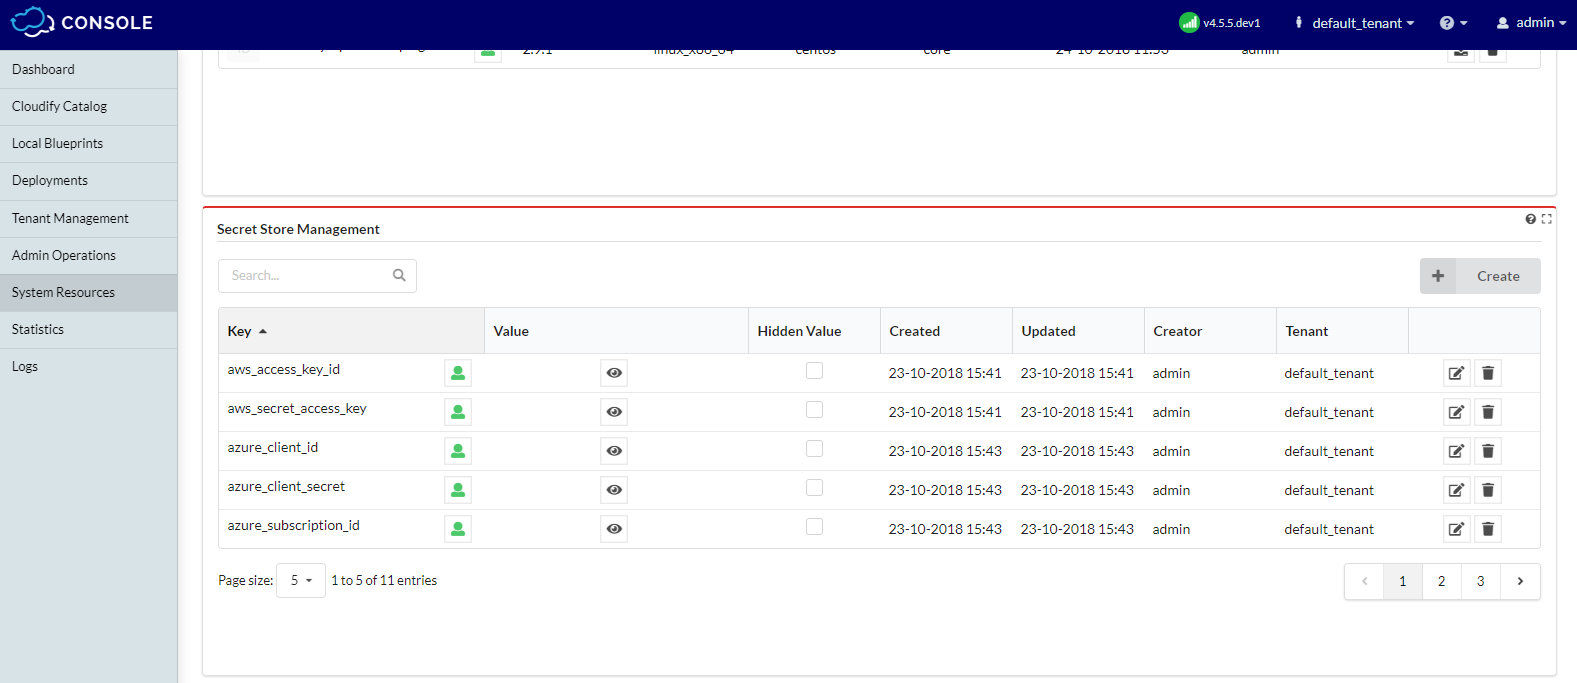 CONSOLE
v4.5.5.dev1
default_tenant
admin
Dashboard
Cloudify Catalog
Local Blueprints
Deployments
Tenant Management
Admin Operations
System Resources
Statistics
Logs
2.9.1 linux_x86_64 centos core 24-10-2018 11:53 admin
Secret Store Management
Search...
Create
Key Value Hidden Value Created Updated Creator Tenant
aws_access_key_id 23-10-2018 15:41 23-10-2018 15:41 admin default_tenant
aws_secret_access_key 23-10-2018 15:41 23-10-2018 15:41 admin default_tenant
azure_client_id 23-10-2018 15:43 23-10-2018 15:43 admin default_tenant
azure_client_secret 23-10-2018 15:43 23-10-2018 15:43 admin default_tenant
azure_subscription_id 23-10-2018 15:43 23-10-2018 15:43 admin default_tenant
Page size: 5 1 to 5 of 11 entries
1 2 3